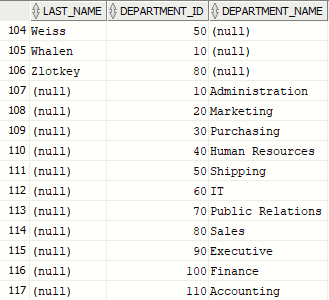 LAST_NAME DEPARTMENT_ID DEPARTMENT_NAME
104 Weiss 50 (null)
105 Whalen 10 (null)
106 Zlotkey 80 (null)
107 (null) 10 Administration
108 (null) 20 Marketing
109 (null) 30 Purchasing
110 (null) 40 Human Resources
111 (null) 50 Shipping
112 (null) 60 IT
113 (null) 70 Public Relations
114 (null) 80 Sales
115 (null) 90 Executive
116 (null) 100 Finance
117 (null) 110 Accounting